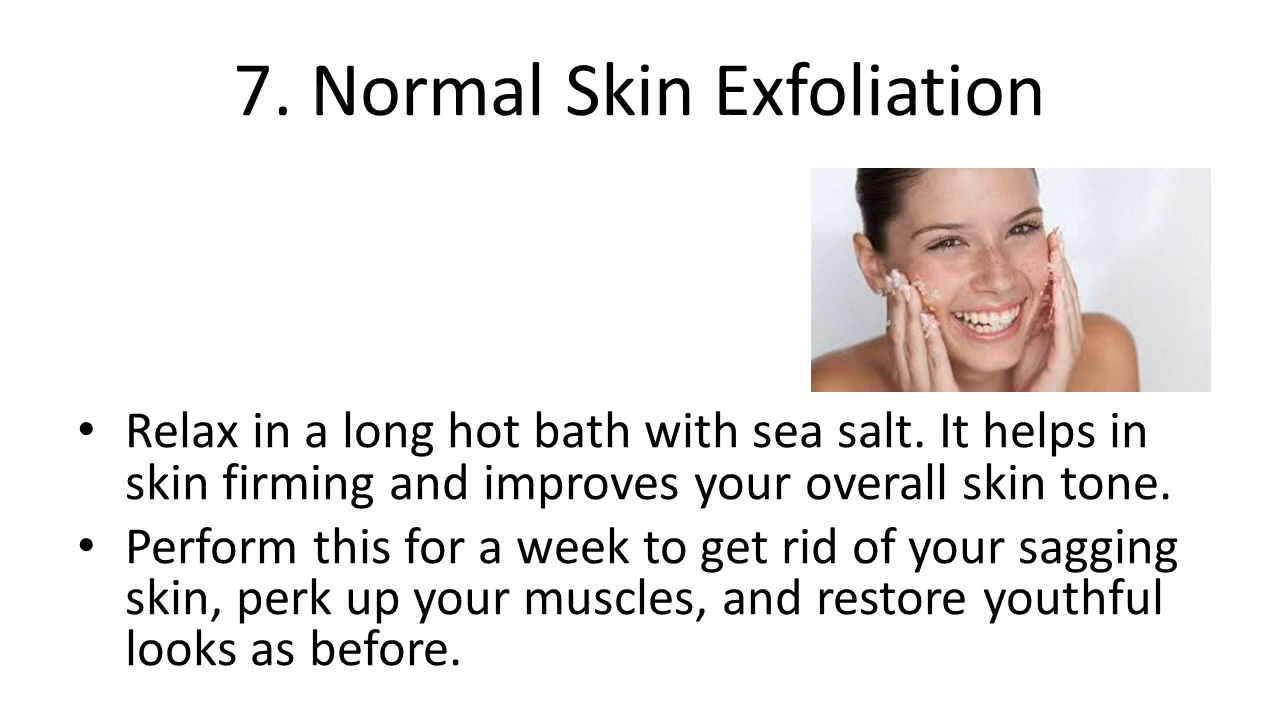 7. Normal Skin Exfoliation
• Relax in a long hot bath with sea salt. It helps in
skin firming and improves your overall skin tone.
• Perform this for a week to get rid of your sagging
skin, perk up your muscles, and restore youthful
looks as before.